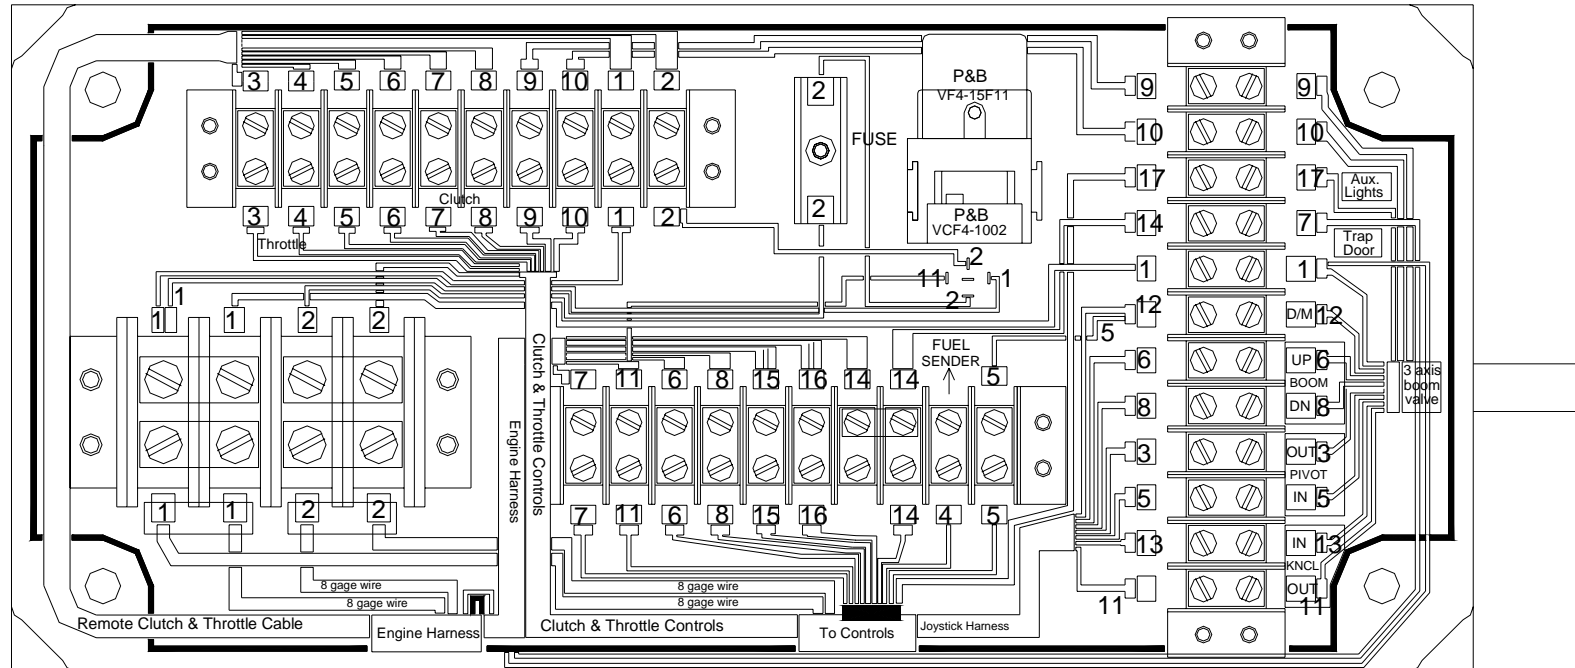 3 4 5 6 7 8 9 10 1 2
Clutch
3 4 5 6 7 8 9 10 1 2
Throttle
2
FUSE
2
P&B
VF4-15F11
P&B
VCF4-1002
2
11 1
2
1
1 1 2 2
1 1 2 2
8 gage wire
8 gage wire
Remote Clutch & Throttle Cable
Engine Harness
Engine Harness
Clutch & Throttle Controls
FUEL
SENDER
7 11 6 8 15 16 14 14 5
7 11 6 8 15 16 14 4 5
8 gage wire
8 gage wire
Clutch & Throttle Controls
To Controls
Joystick Harness
9
10
17
14
1
12
5
6
8
3
5
13
11
9
10
17
Aux.
Lights
7
Trap
Door
1
D/M 12
UP 6
BOOM
DN 8
OUT 3
PIVOT
IN 5
IN 13
KNCL
OUT
11
3 axis
boom
valve